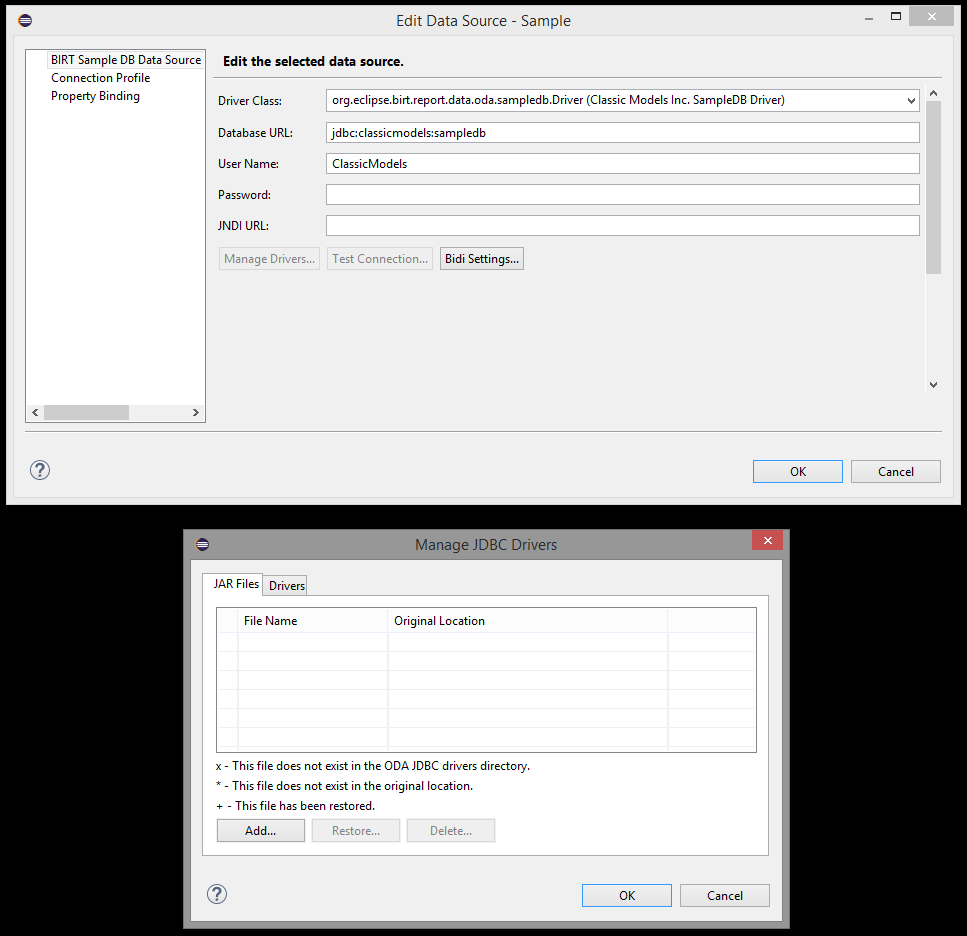 Edit Data Source - Sample
BIRT Sample DB Data Source
Connection Profile
Property Binding
Edit the selected data source.
Driver Class: org.eclipse.birt.report.data.oda.sampledb.Driver (Classic Models Inc. SampleDB Driver)
Database URL: jdbc:classicmodels:sampledb
User Name: ClassicModels
Password:
JNDI URL:
Manage Drivers... Test Connection... Bidi Settings...
? OK Cancel
Manage JDBC Drivers
JAR Files Drivers
File Name Original Location
x - This file does not exist in the ODA JDBC drivers directory.
* - This file does not exist in the original location.
+ - This file has been restored.
Add... Restore... Delete...
? OK Cancel